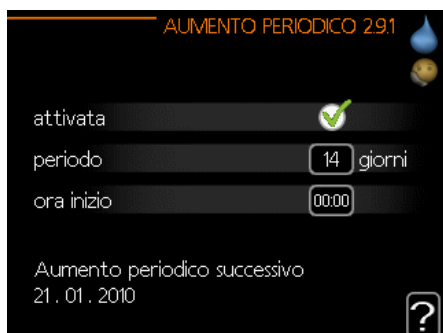 AUMENTO PERIODICO 2.9.1
attivata
periodo 14 giorni
ora inizio 00:00
Aumento periodico successivo
21 . 01 . 2010
?